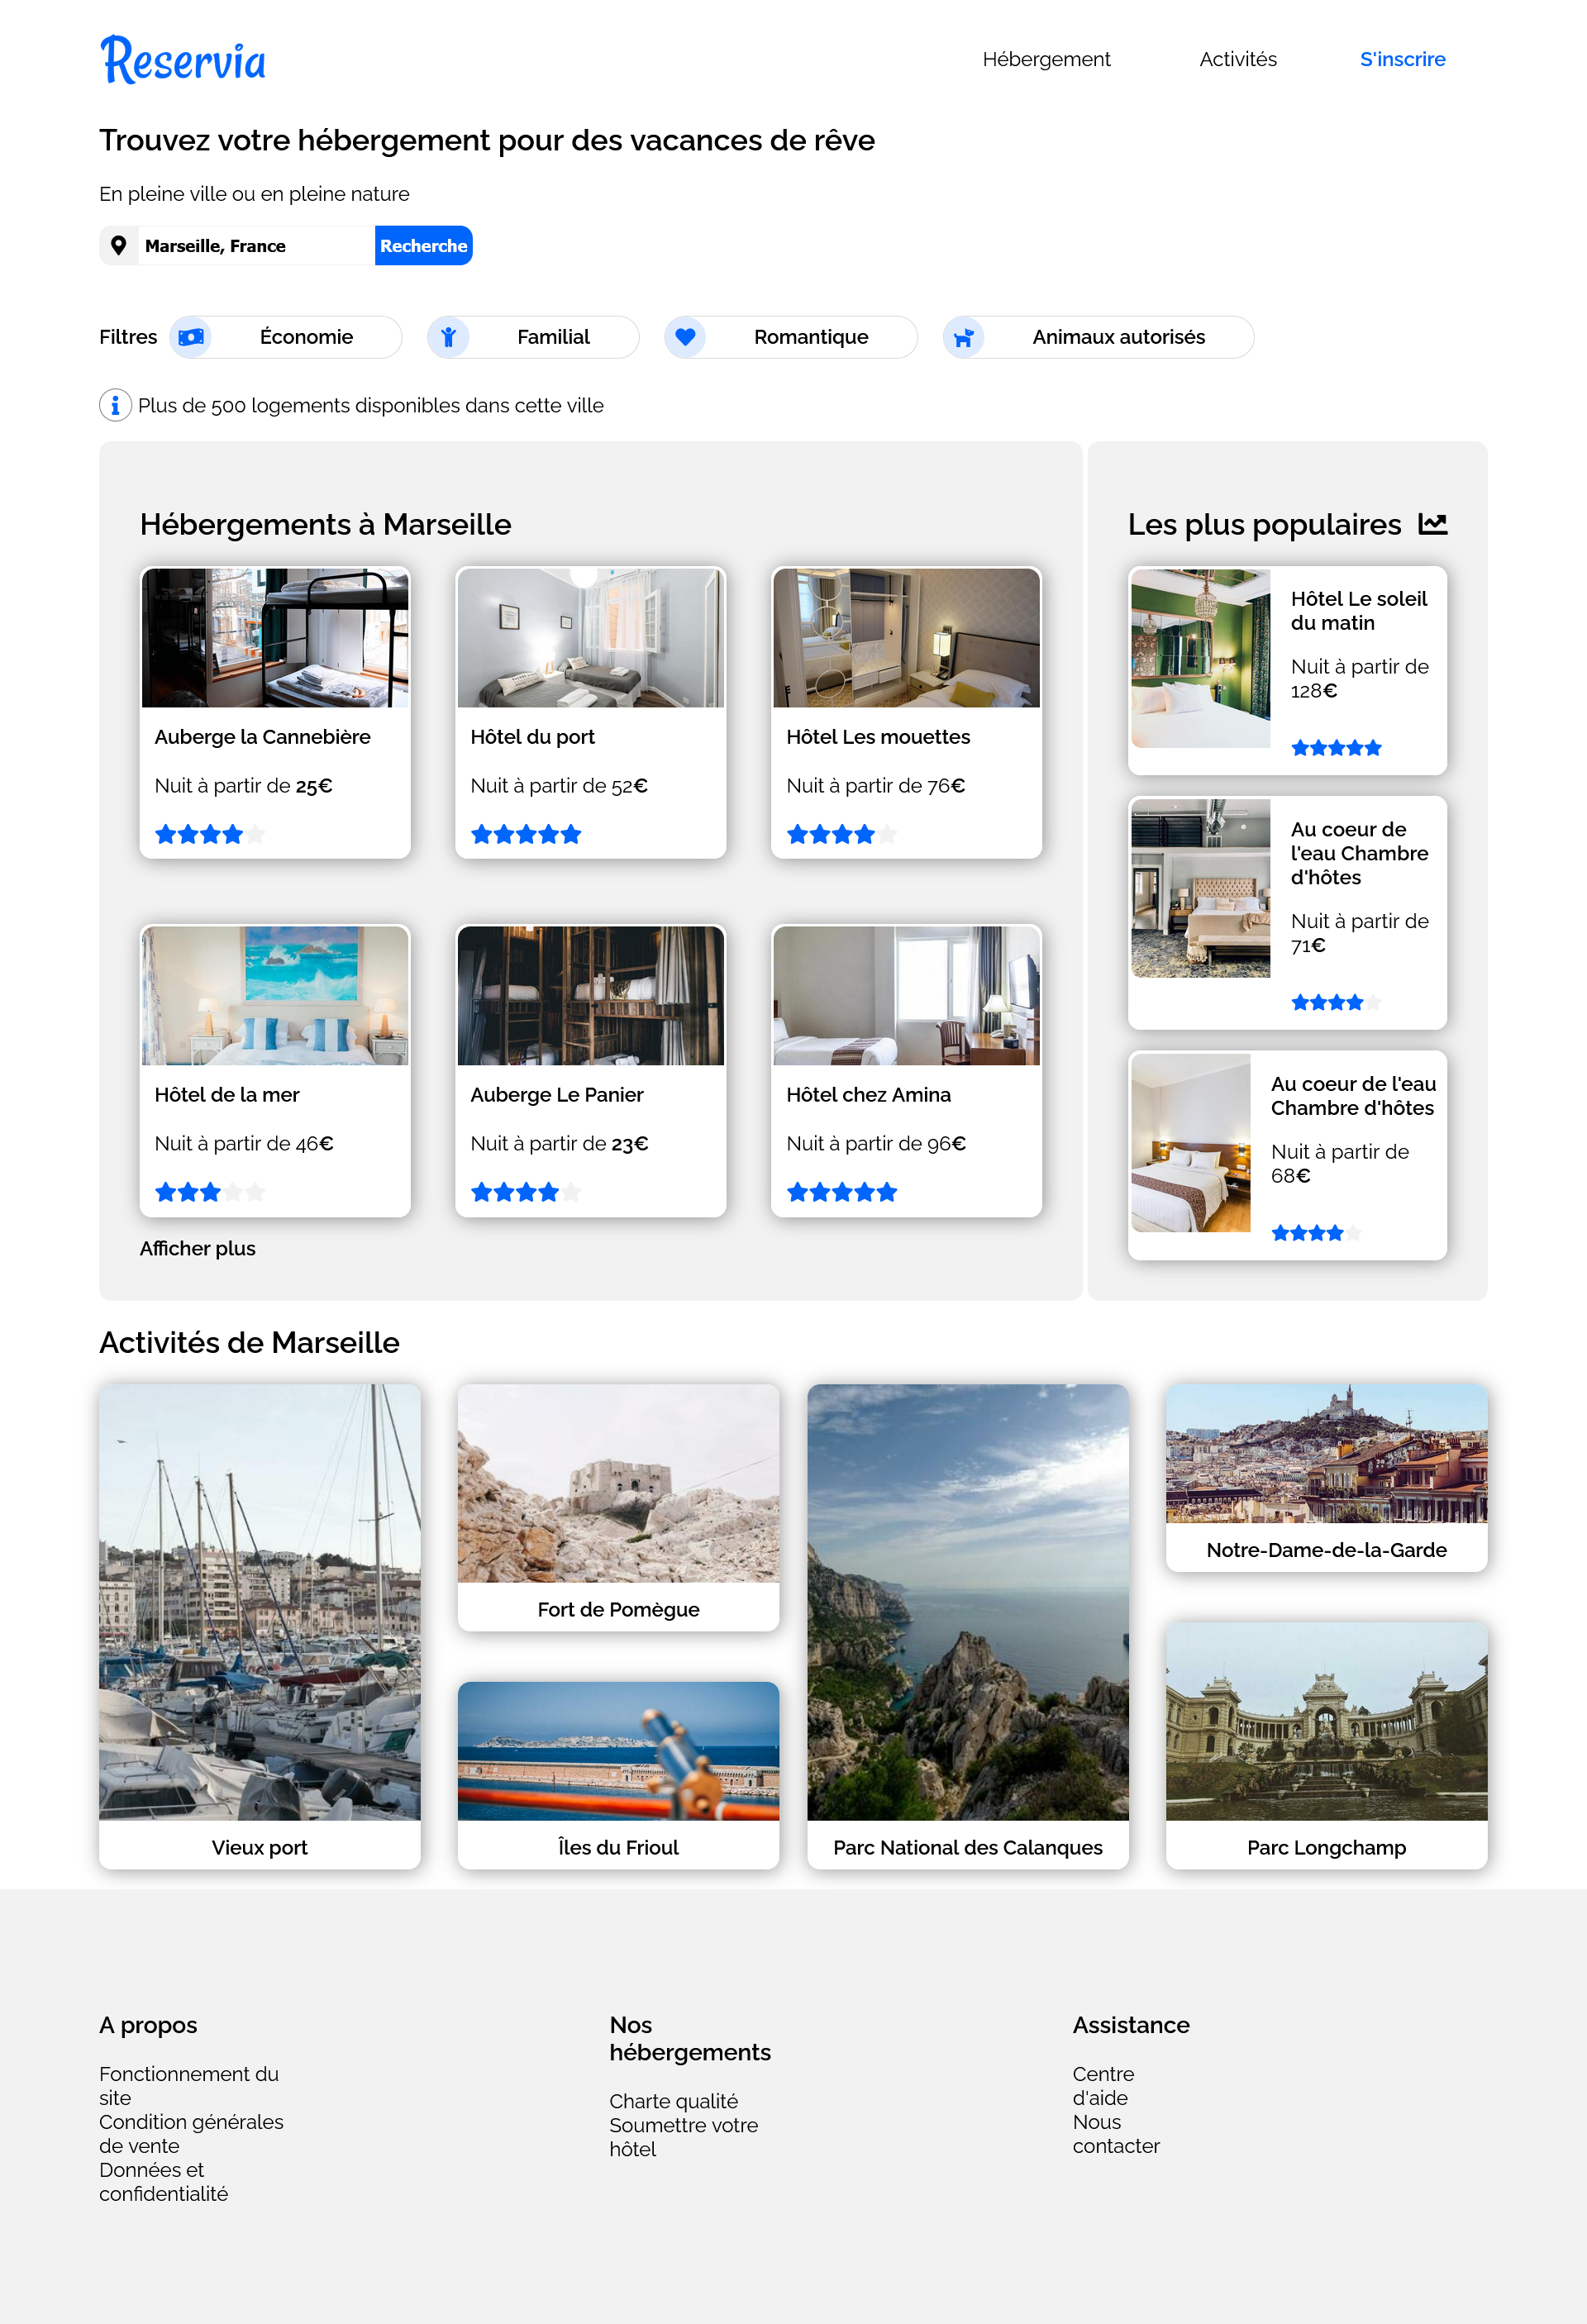 Reservia
Hébergement
Activités
S'inscrire
Trouvez votre hébergement pour des vacances de rêve
En pleine ville ou en pleine nature
Marseille, France
Recherche
Filtres
Économie
Familial
Romantique
Animaux autorisés
Plus de 500 logements disponibles dans cette ville
Hébergements à Marseille
Auberge la Cannebière
Nuit à partir de 25€
Hôtel du port
Nuit à partir de 52€
Hôtel Les mouettes
Nuit à partir de 76€
Hôtel de la mer
Nuit à partir de 46€
Auberge Le Panier
Nuit à partir de 23€
Hôtel chez Amina
Nuit à partir de 96€
Afficher plus
Les plus populaires
Hôtel Le soleil
du matin
Nuit à partir de
128€
Au coeur de
l'eau Chambre
d'hôtes
Nuit à partir de
71€
Au coeur de l'eau
Chambre d'hôtes
Nuit à partir de
68€
Activités de Marseille
Vieux port
Fort de Pomègue
Îles du Frioul
Parc National des Calanques
Notre-Dame-de-la-Garde
Parc Longchamp
A propos
Fonctionnement du
site
Condition générales
de vente
Données et
confidentialité
Nos
hébergements
Charte qualité
Soumettre votre
hôtel
Assistance
Centre
d'aide
Nous
contacter